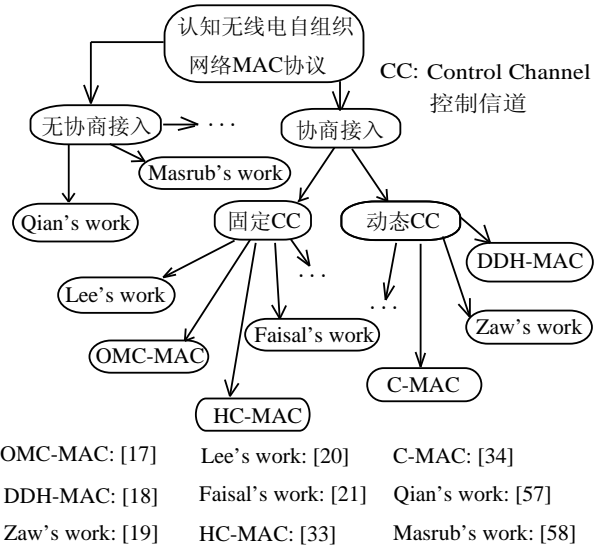 认知无线电自组织
网络MAC协议
CC: Control Channel
控制信道
无协商接入
···
协商接入
Masrub's work
Qian's work
固定CC
动态CC
DDH-MAC
···
Lee's work
···
Faisal's work
Zaw's work
OMC-MAC
C-MAC
HC-MAC
OMC-MAC: [17]
Lee's work: [20]
C-MAC: [34]
DDH-MAC: [18]
Faisal's work: [21]
Qian's work: [57]
Zaw's work: [19]
HC-MAC: [33]
Masrub's work: [58]